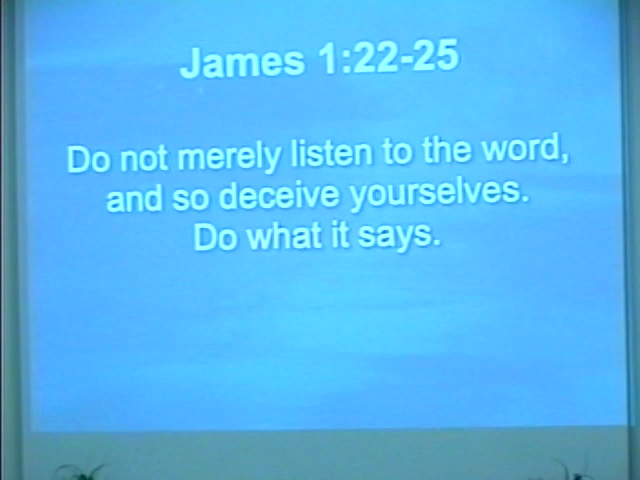 James 1:22-25
Do not merely listen to the word,
and so deceive yourselves.
Do what it says.